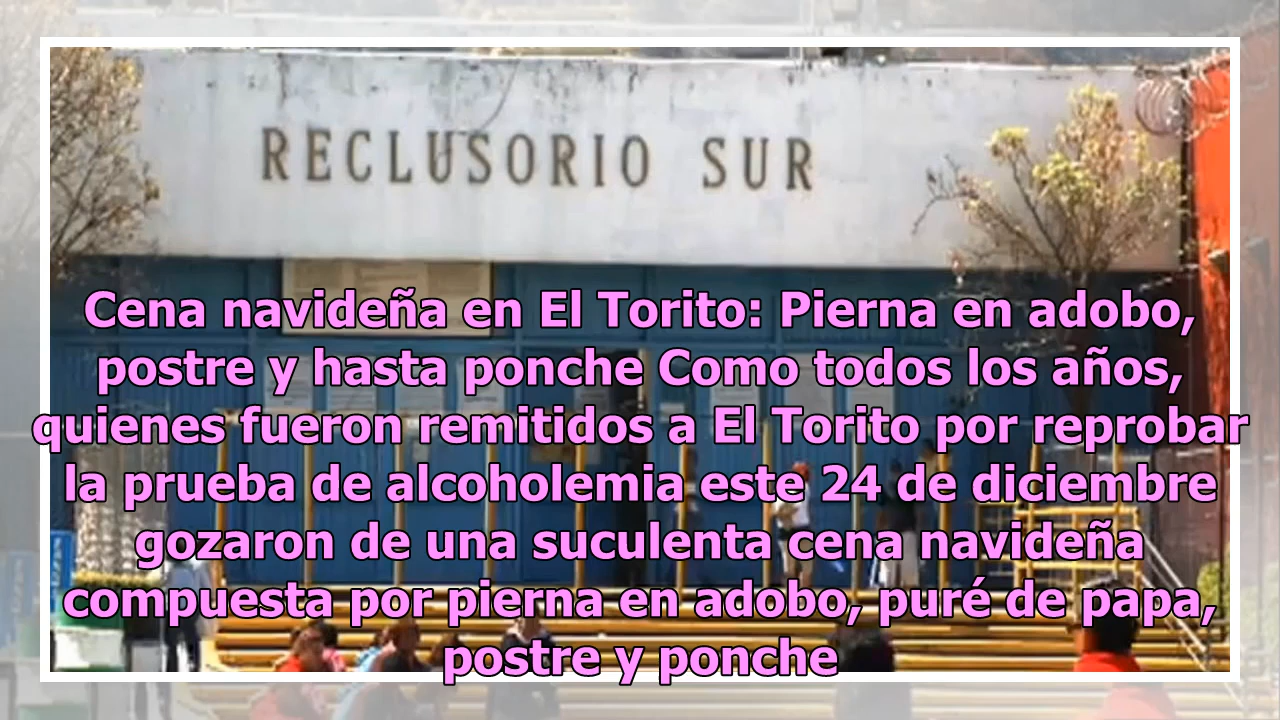 RECLUSORIO SUR
Cena navideña en El Torito: Pierna en adobo,
postre y hasta ponche Como todos los años,
quienes fueron remitidos a El Torito por reprobar
la prueba de alcoholemia este 24 de diciembre
gozaron de una suculenta cena navideña
compuesta por pierna en adobo, puré de papa,
postre y ponche